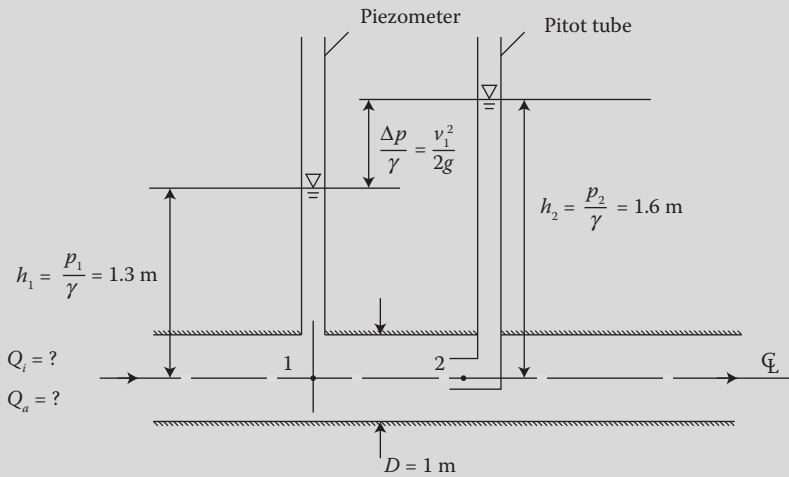 Piezometer
Pitot tube
Δp/γ = v₁²/2g
h₂ = p₂/γ = 1.6 m
h₁ = p₁/γ = 1.3 m
Qᵢ = ?
1
2
℄
Qₐ = ?
D = 1 m